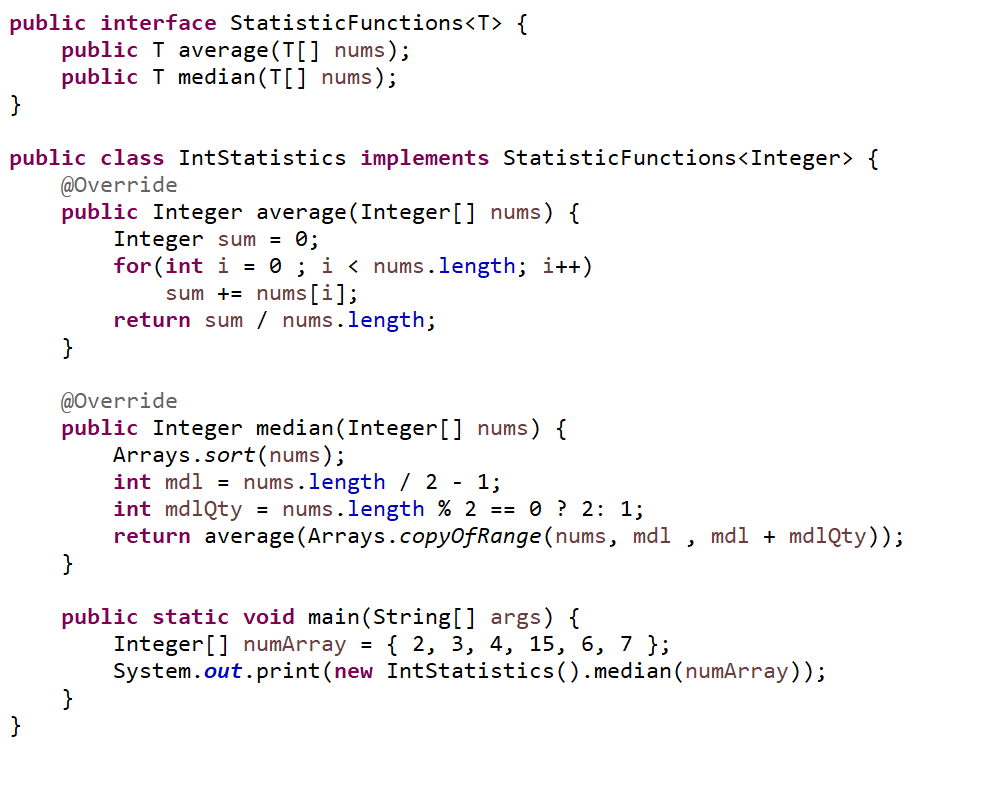 public interface StatisticFunctions<T> {
    public T average(T[] nums);
    public T median(T[] nums);
}

public class IntStatistics implements StatisticFunctions<Integer> {
    @Override
    public Integer average(Integer[] nums) {
        Integer sum = 0;
        for(int i = 0 ; i < nums.length; i++)
            sum += nums[i];
        return sum / nums.length;
    }

    @Override
    public Integer median(Integer[] nums) {
        Arrays.sort(nums);
        int mdl = nums.length / 2 - 1;
        int mdlQty = nums.length % 2 == 0 ? 2: 1;
        return average(Arrays.copyOfRange(nums, mdl , mdl + mdlQty));
    }

    public static void main(String[] args) {
        Integer[] numArray = { 2, 3, 4, 15, 6, 7 };
        System.out.print(new IntStatistics().median(numArray));
    }
}